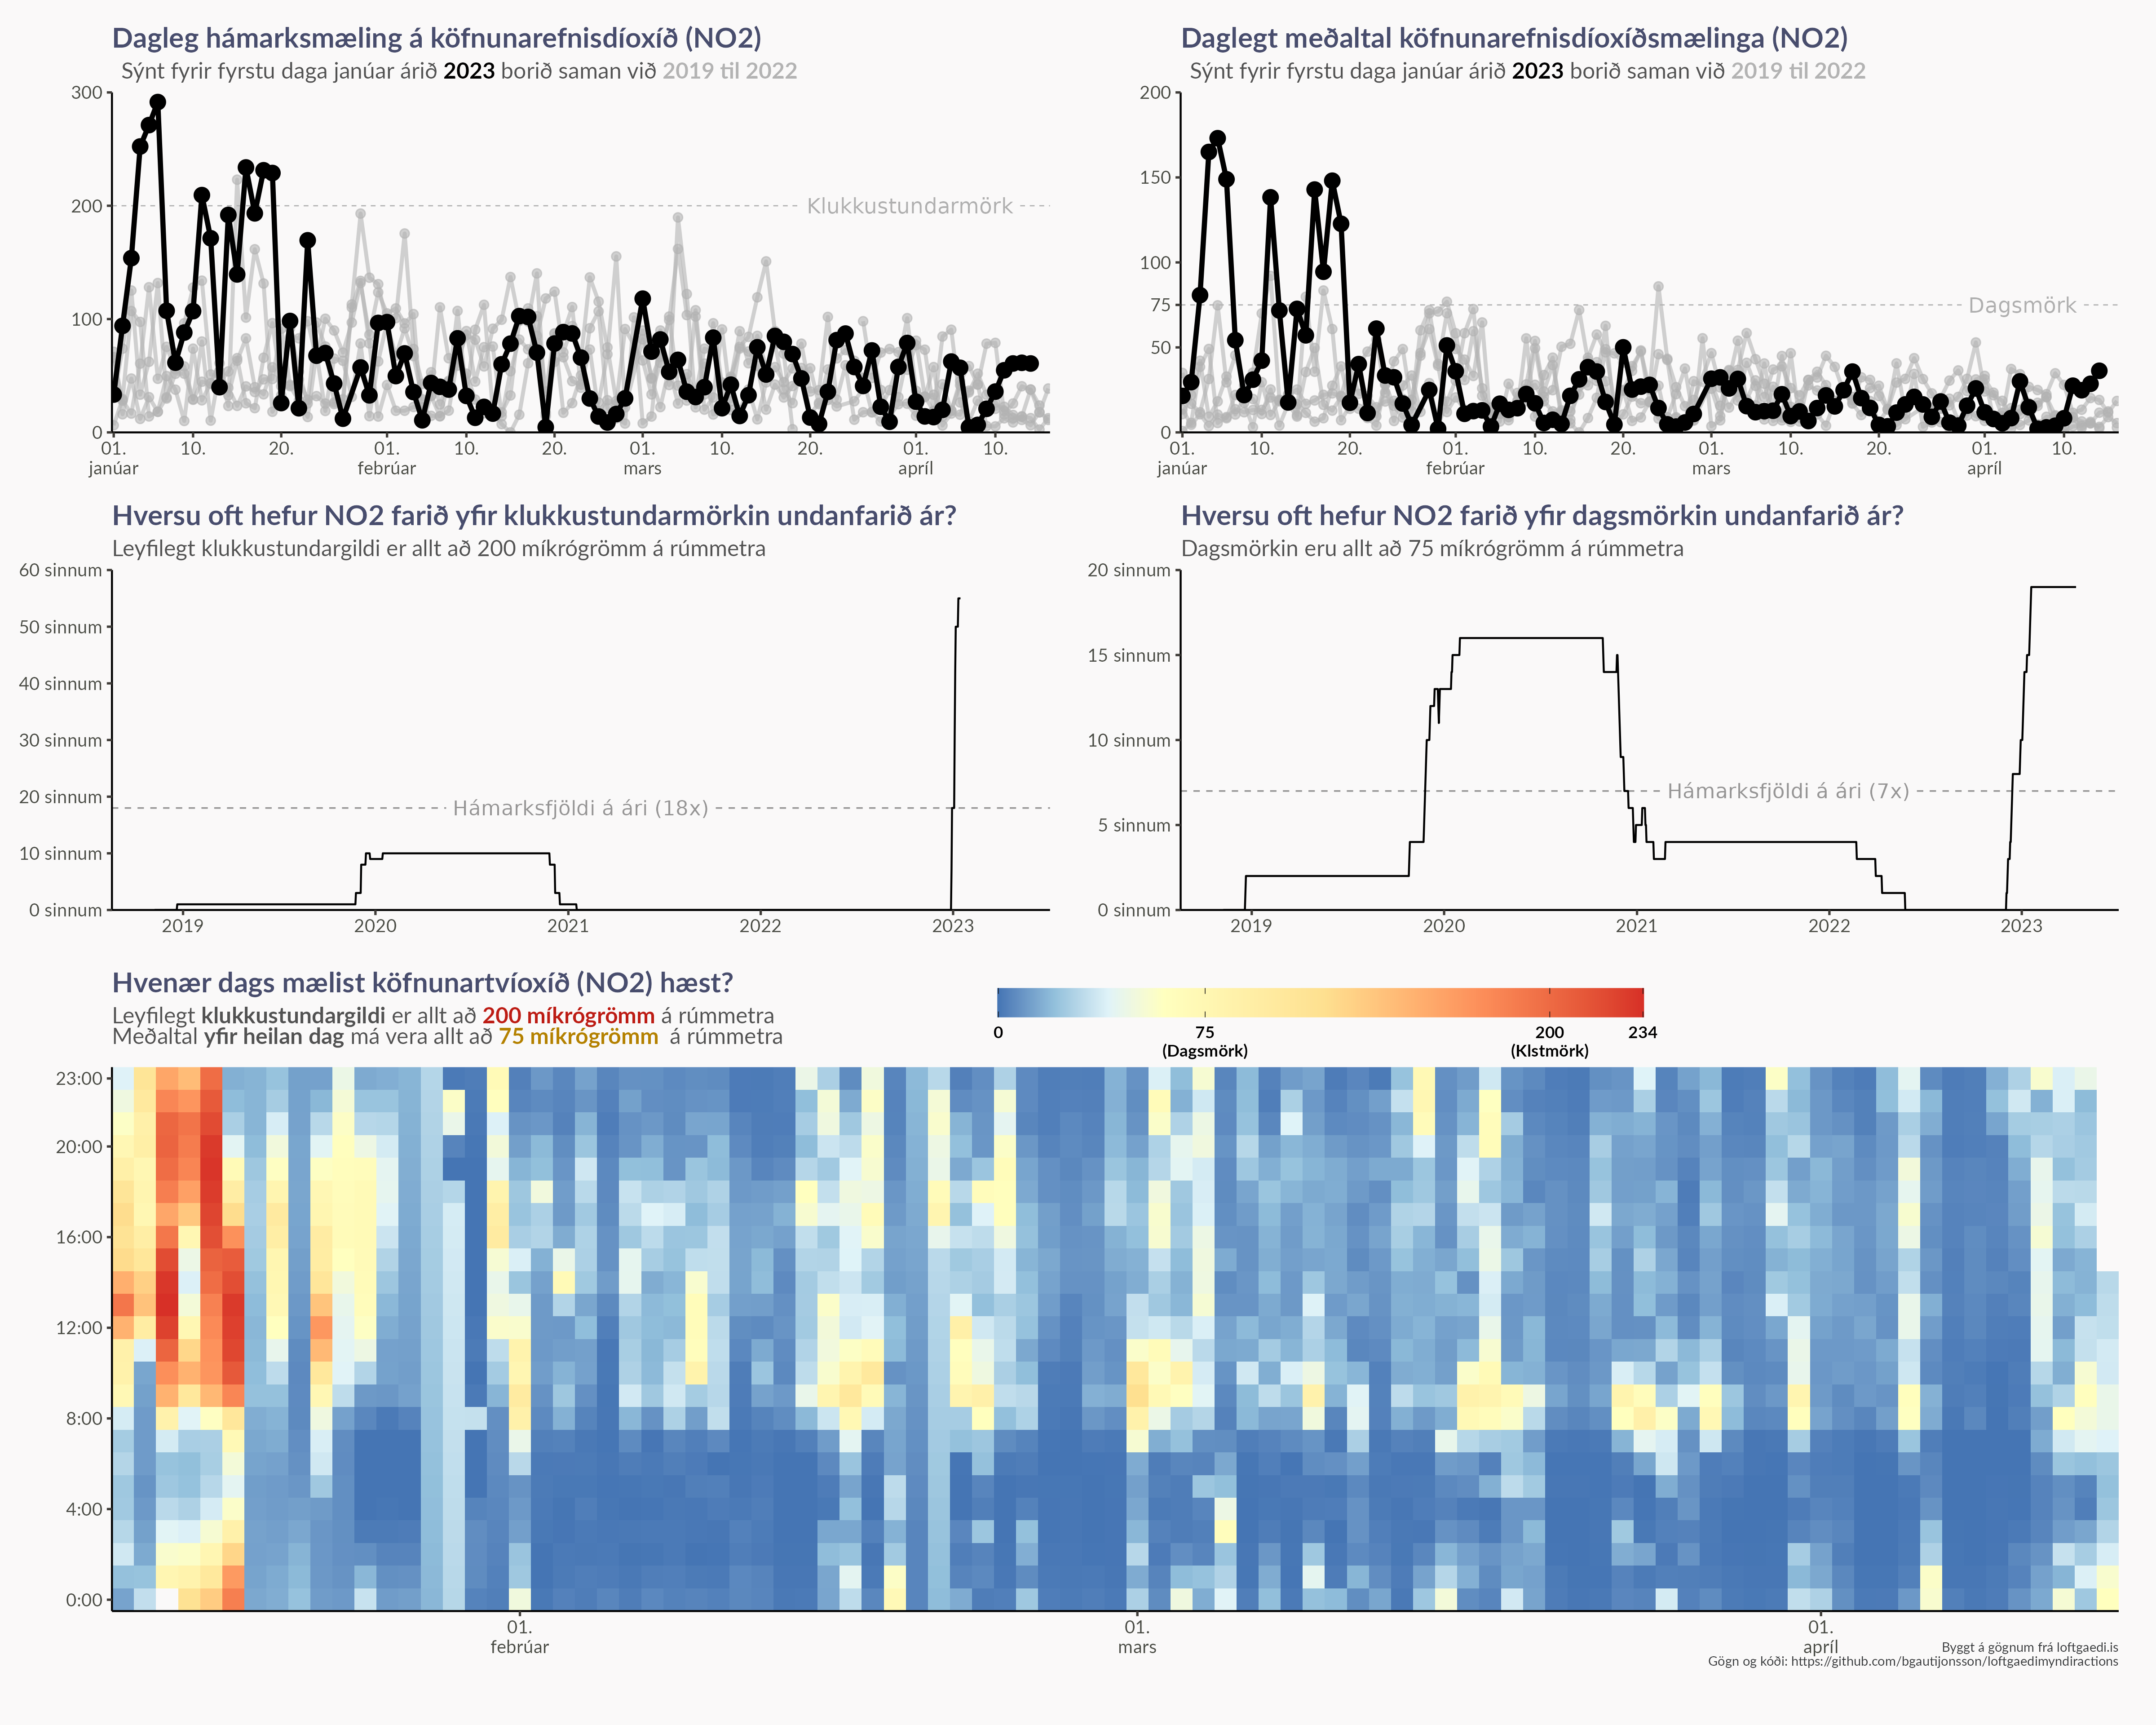 Dagleg hámarksmæling á köfnunarefnisdíoxíð (NO2)
Sýnt fyrir fyrstu daga janúar árið 2023 borið saman við 2019 til 2022
300
200
100
0
Klukkustundarmörk
01. 10. 20. 01. 10. 20. 01. 10. 20. 01. 10.
janúar febrúar mars apríl
Daglegt meðaltal köfnunarefnisdíoxíðsmælinga (NO2)
Sýnt fyrir fyrstu daga janúar árið 2023 borið saman við 2019 til 2022
200
150
100
75
50
0
Dagsmörk
01. 10. 20. 01. 10. 20. 01. 10. 20. 01. 10.
janúar febrúar mars apríl
Hversu oft hefur NO2 farið yfir klukkustundarmörkin undanfarið ár?
Leyfilegt klukkustundargildi er allt að 200 míkrógrömm á rúmmetra
60 sinnum
50 sinnum
40 sinnum
30 sinnum
20 sinnum
10 sinnum
0 sinnum
Hámarksfjöldi á ári (18x)
2019 2020 2021 2022 2023
Hversu oft hefur NO2 farið yfir dagsmörkin undanfarið ár?
Dagsmörkin eru allt að 75 míkrógrömm á rúmmetra
20 sinnum
15 sinnum
10 sinnum
5 sinnum
0 sinnum
Hámarksfjöldi á ári (7x)
2019 2020 2021 2022 2023
Hvenær dags mælist köfnunartvíoxíð (NO2) hæst?
Leyfilegt klukkustundargildi er allt að 200 míkrógrömm á rúmmetra
Meðaltal yfir heilan dag má vera allt að 75 míkrógrömm á rúmmetra
0 75 200 234
(Dagsmörk) (Klstmörk)
23:00
20:00
16:00
12:00
8:00
4:00
0:00
01. 01. 01.
febrúar mars apríl
Byggt á gögnum frá loftgaedi.is
Gögn og kóði: https://github.com/bgautijonsson/loftgaedimyndiractions